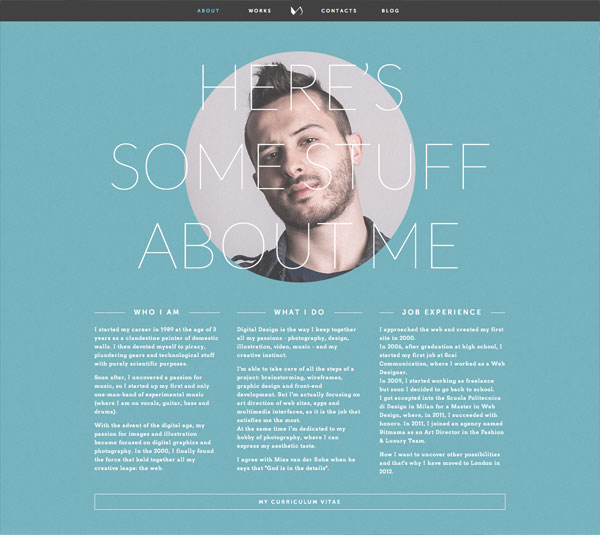 ABOUT WORKS CONTACTS BLOG
HERE'S
SOME STUFF
ABOUT ME
WHO I AM
I started my career in 1989 at the age of 3
years as a clandestine painter of domestic
walls. I then devoted myself to piracy,
plundering gears and technological stuff
with purely scientific purposes.
Soon after, I uncovered a passion for
music, so I started up my first and only
one-man-band of experimental music
(where I am on vocals, guitar, bass and
drums).
With the advent of the digital age, my
passion for images and illustration
became focused on digital graphics and
photography. In the 2000, I finally found
the force that held together all my
creative leaps: the web.
WHAT I DO
Digital Design is the way I keep together
all my passions - photography, design,
illustration, video, music - and my
creative instinct.
I'm able to take care of all the steps of a
project: brainstorming, wireframes,
graphic design and front-end
development. But I'm actually focusing on
art direction of web sites, apps and
multimedia interfaces, as it is the job that
satisfies me the most.
At the same time I'm dedicated to my
hobby of photography, where I can
express my aesthetic tests.
I agree with Mies van der Rohe when he
says that "God is in the details".
JOB EXPERIENCE
I approached the web and created my first
site in 2000.
In 2006, after graduation at high school, I
started my first job at Scai
Communication, where I worked as a Web
Designer.
In 2009, I started working as freelance
but soon I decided to go back to school.
I got accepted into the Scuola Politecnica
di Design in Milan for a Master in Web
Design, where, in 2011, I succeeded with
honors. In 2011, I joined an agency named
Bitmama as an Art Director in the Fashion
& Luxury Team.
Now I want to uncover other possibilities
and that's why I have moved to London in
2012.
MY CURRICULUM VITAE